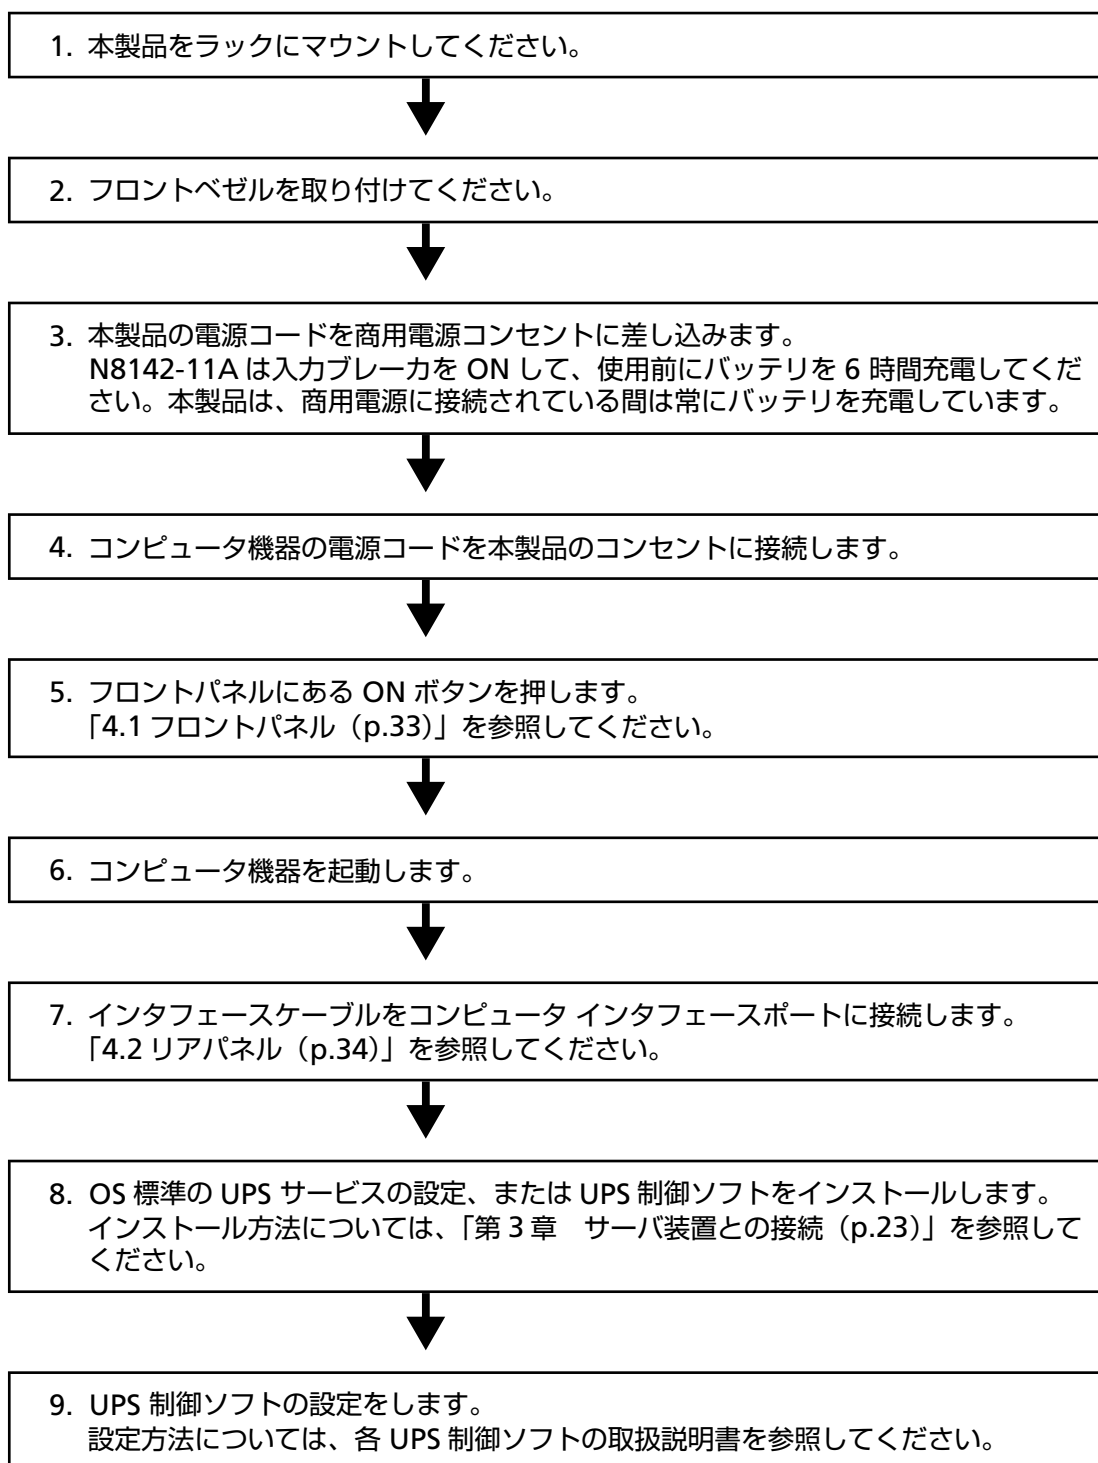 1. 本製品をラックにマウントしてください。
2. フロントベゼルを取り付けてください。
3. 本製品の電源コードを商用電源コンセントに差し込みます。
N8142-11A は入力ブレーカを ON して、使用前にバッテリを 6 時間充電してくだ
さい。本製品は、商用電源に接続されている間は常にバッテリを充電しています。
4. コンピュータ機器の電源コードを本製品のコンセントに接続します。
5. フロントパネルにある ON ボタンを押します。
「4.1 フロントパネル（p.33）」を参照してください。
6. コンピュータ機器を起動します。
7. インタフェースケーブルをコンピュータ インタフェースポートに接続します。
「4.2 リアパネル（p.34）」を参照してください。
8. OS 標準の UPS サービスの設定、または UPS 制御ソフトをインストールします。
インストール方法については、「第 3 章　サーバ装置との接続（p.23）」を参照して
ください。
9. UPS 制御ソフトの設定をします。
設定方法については、各 UPS 制御ソフトの取扱説明書を参照してください。